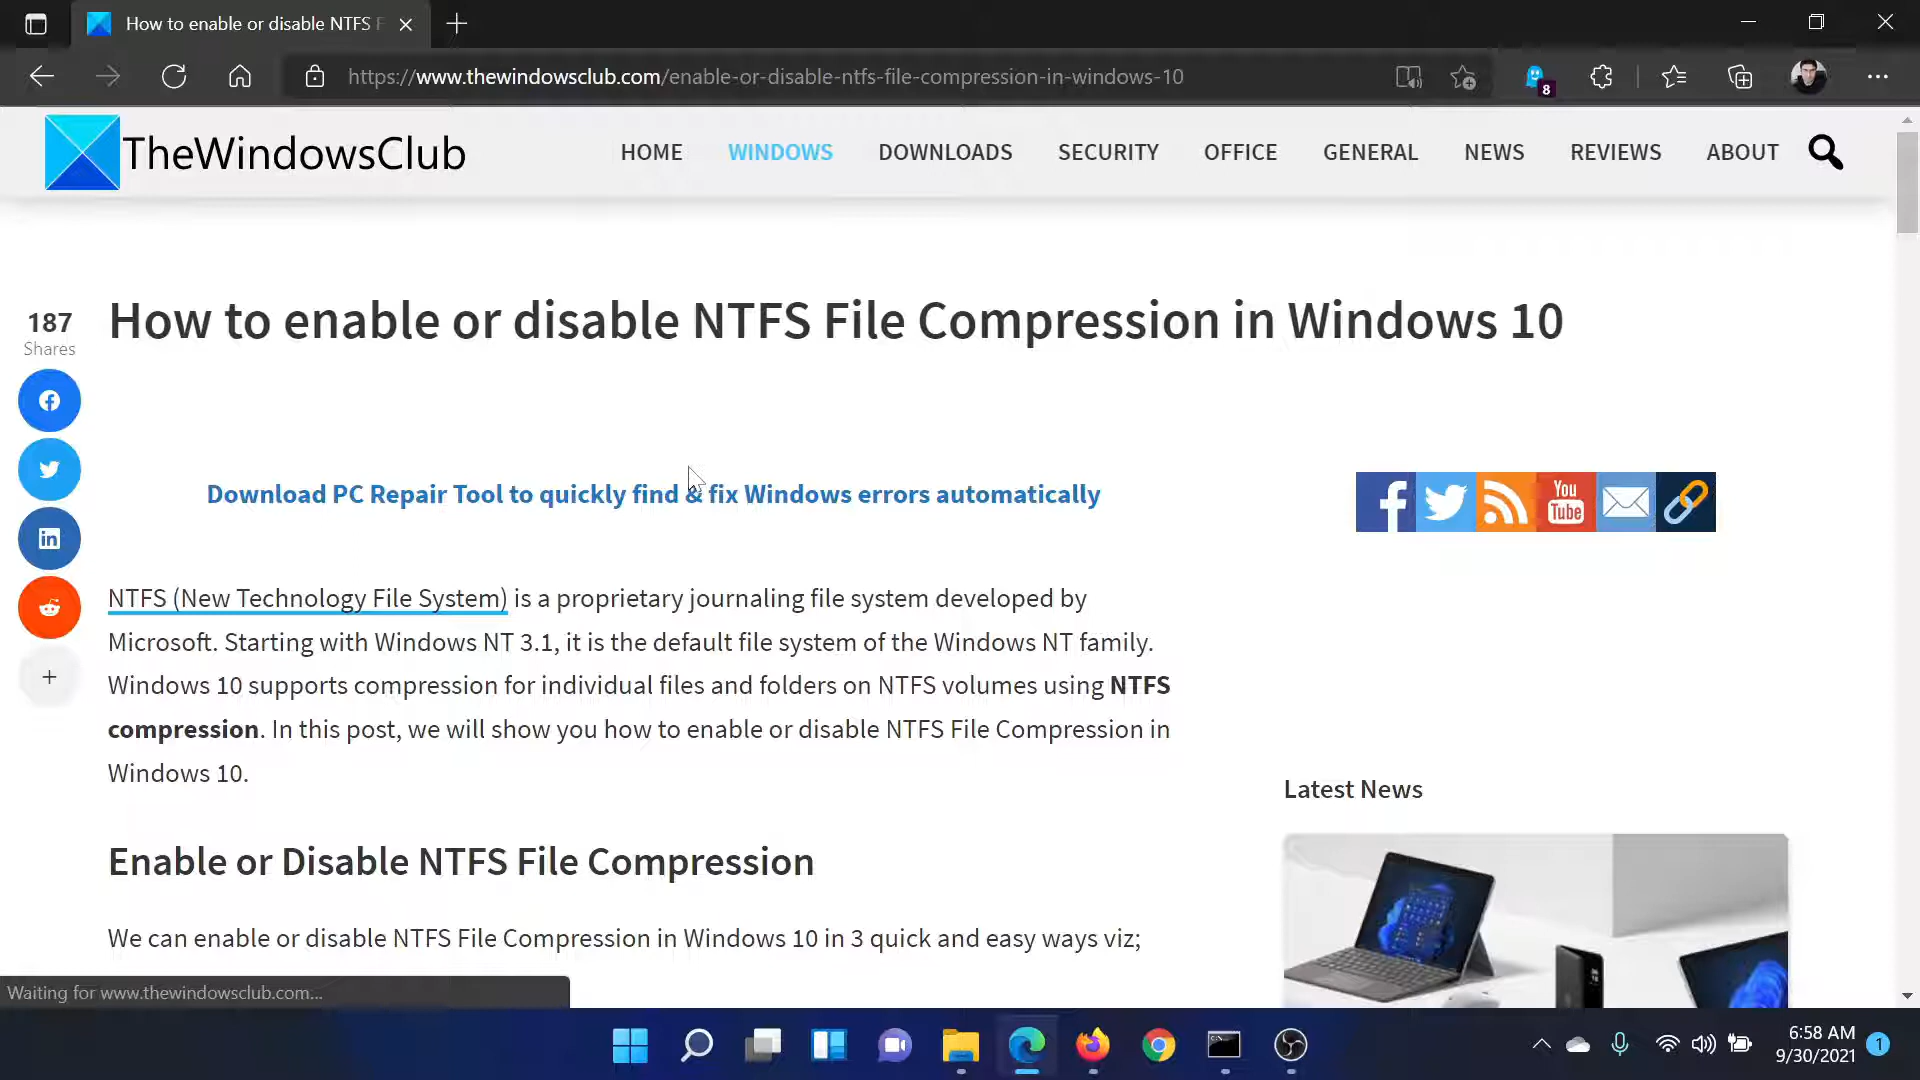 How to enable or disable NTFS F
https://www.thewindowsclub.com/enable-or-disable-ntfs-file-compression-in-windows-10
8
TheWindowsClub
HOME
WINDOWS
DOWNLOADS
SECURITY
OFFICE
GENERAL
NEWS
REVIEWS
ABOUT
187
Shares
How to enable or disable NTFS File Compression in Windows 10
Download PC Repair Tool to quickly find & fix Windows errors automatically
You
Tube
NTFS (New Technology File System) is a proprietary journaling file system developed by
Microsoft. Starting with Windows NT 3.1, it is the default file system of the Windows NT family.
Windows 10 supports compression for individual files and folders on NTFS volumes using NTFS
compression. In this post, we will show you how to enable or disable NTFS File Compression in
Windows 10.
Latest News
Enable or Disable NTFS File Compression
We can enable or disable NTFS File Compression in Windows 10 in 3 quick and easy ways viz;
Waiting for www.thewindowsclub.com...
6:58 AM
9/30/2021
1